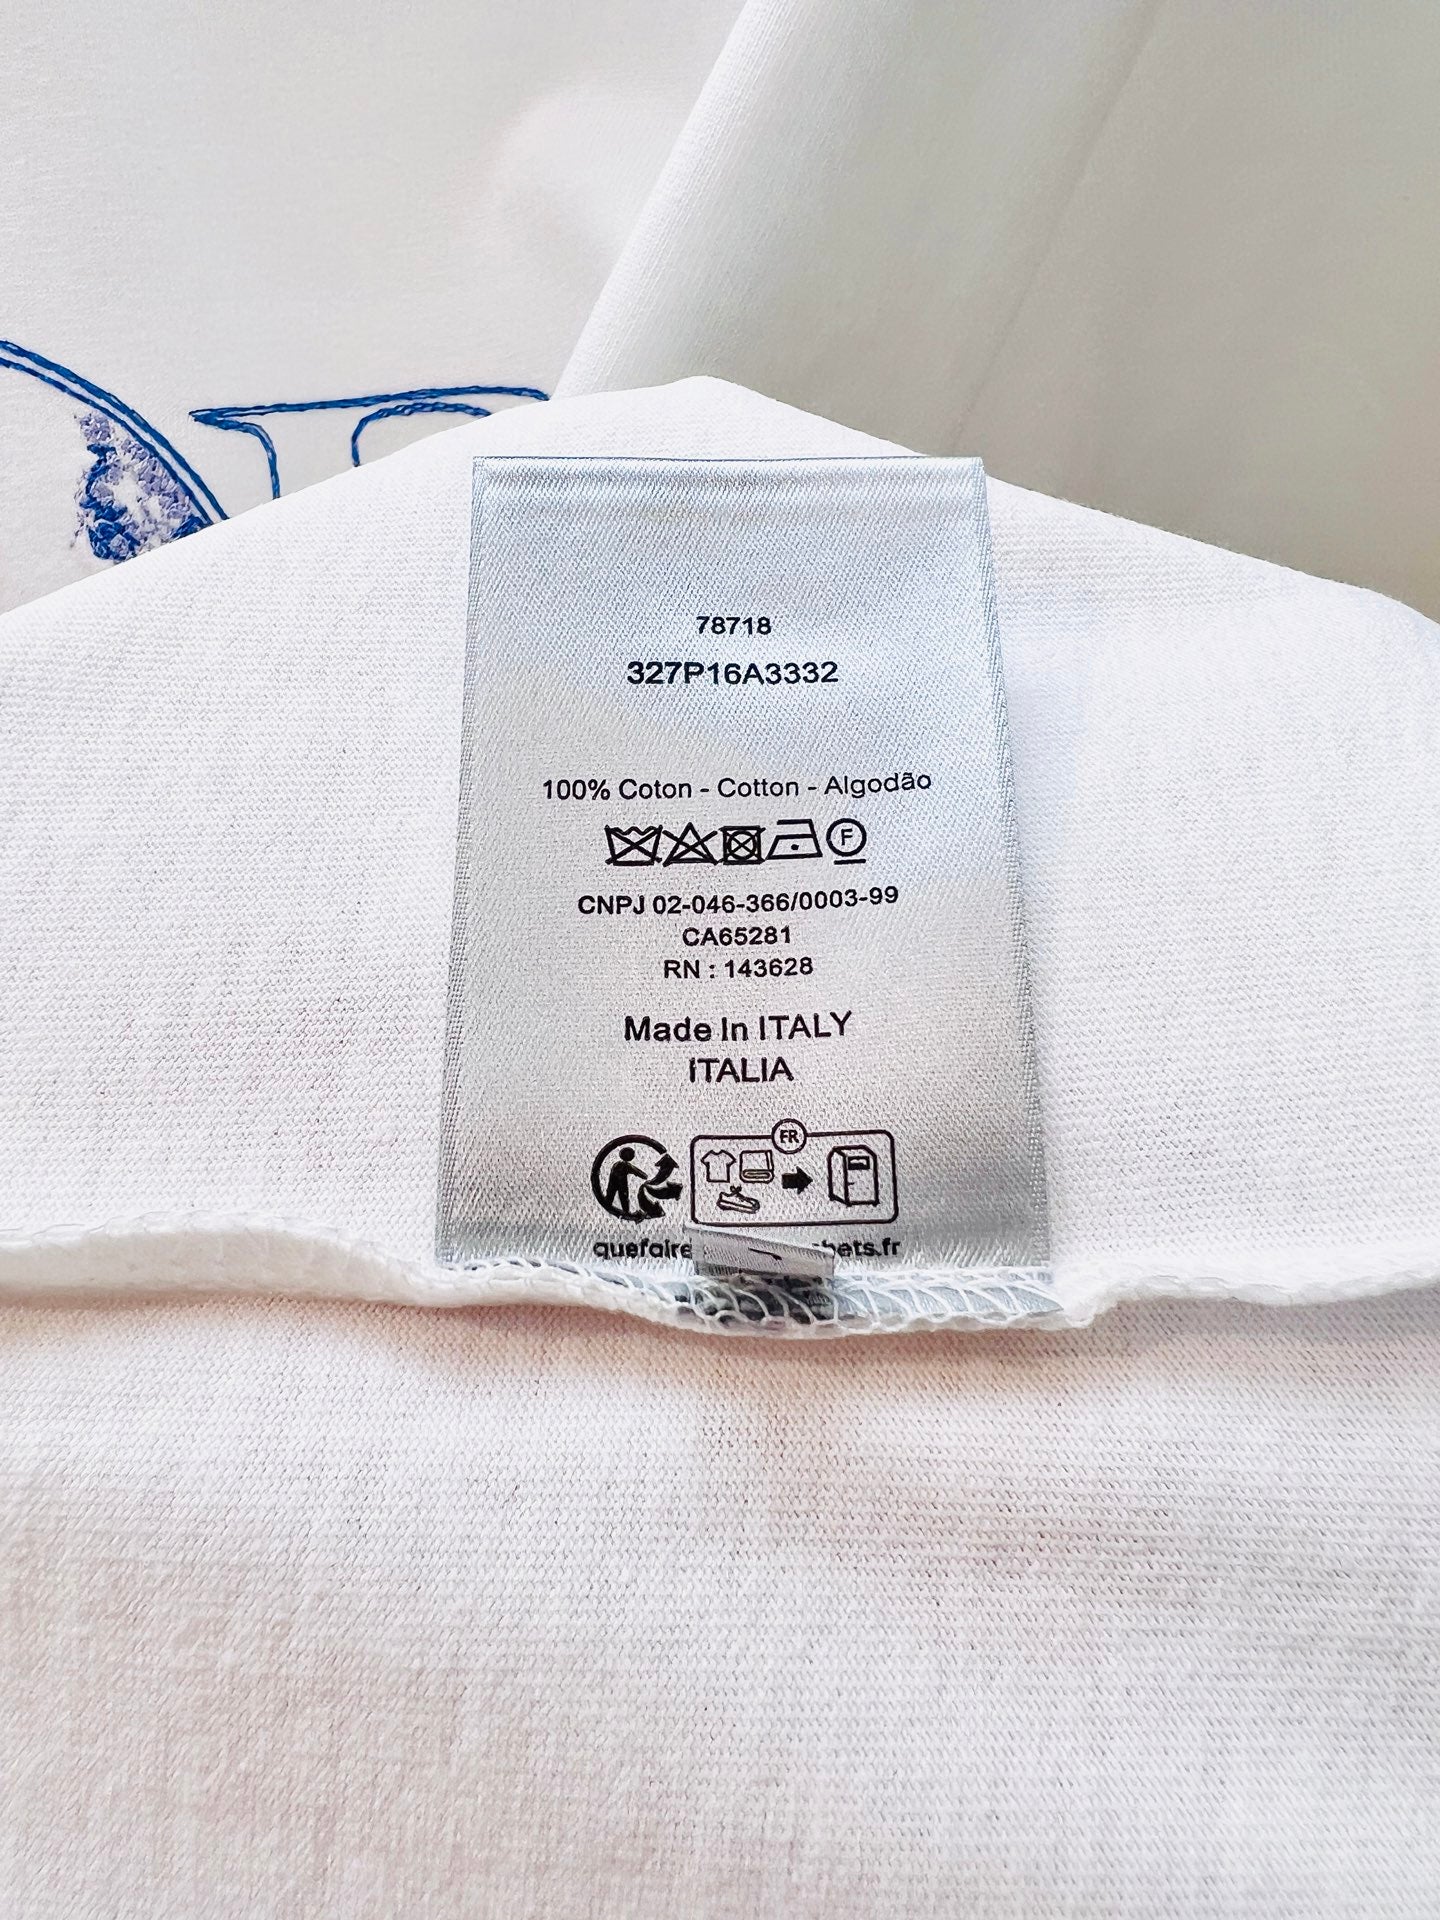 78718
327P16A3332
100% Coton - Cotton - Algodão
F
CNPJ 02-046-366/0003-99
CA65281
RN : 143628
Made In ITALY
ITALIA
FR